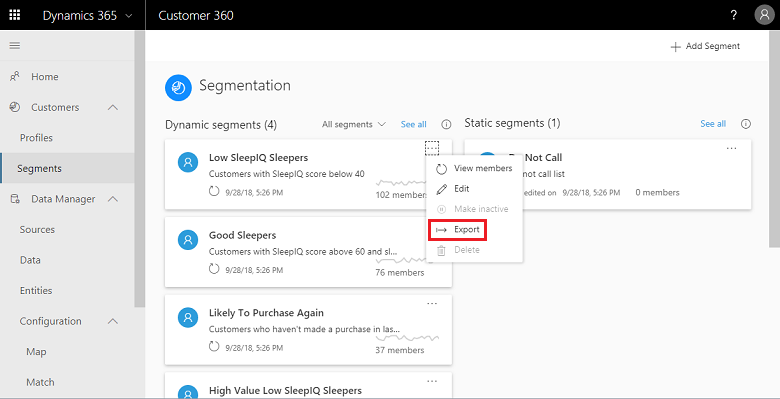 Dynamics 365 Customer 360 ?
Add Segment
Home
Customers
Profiles
Segments
Data Manager
Sources
Data
Entities
Configuration
Map
Match
Segmentation
Dynamic segments (4) All segments See all
Low SleepIQ Sleepers
Customers with SleepIQ score below 40
9/28/18, 5:26 PM
102 members
Good Sleepers
Customers with SleepIQ score above 60 and sl...
9/28/18, 5:26 PM
76 members
Likely To Purchase Again
Customers who haven't made a purchase in las...
9/28/18, 5:26 PM
37 members
High Value Low SleepIQ Sleepers
View members
Edit
Make inactive
Export
Delete
Static segments (1) See all
Not Call
not call list
edited on 9/28/18, 5:26 PM 0 members